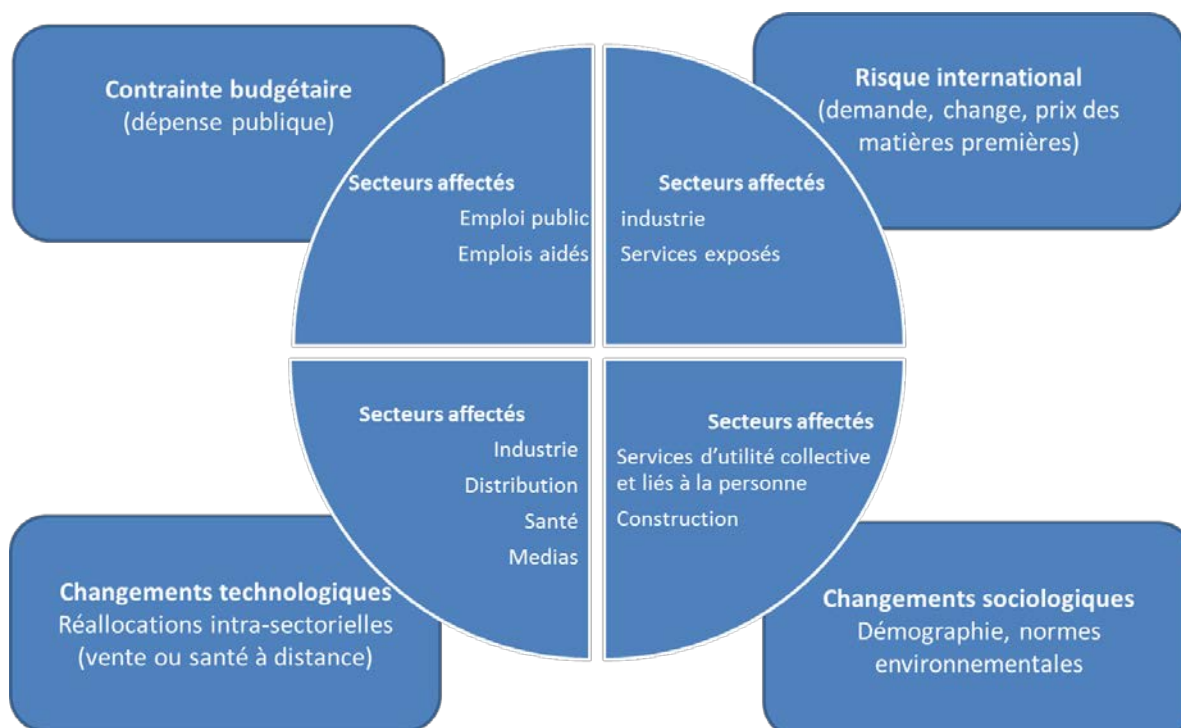 Contrainte budgétaire
(dépense publique)
Risque international
(demande, change, prix des
matières premières)
Secteurs affectés
Emploi public
Emplois aidés
Secteurs affectés
industrie
Services exposés
Secteurs affectés
Industrie
Distribution
Santé
Medias
Secteurs affectés
Services d’utilité collective
et liés à la personne
Construction
Changements technologiques
Réallocations intra-sectorielles
(vente ou santé à distance)
Changements sociologiques
Démographie, normes
environnementales